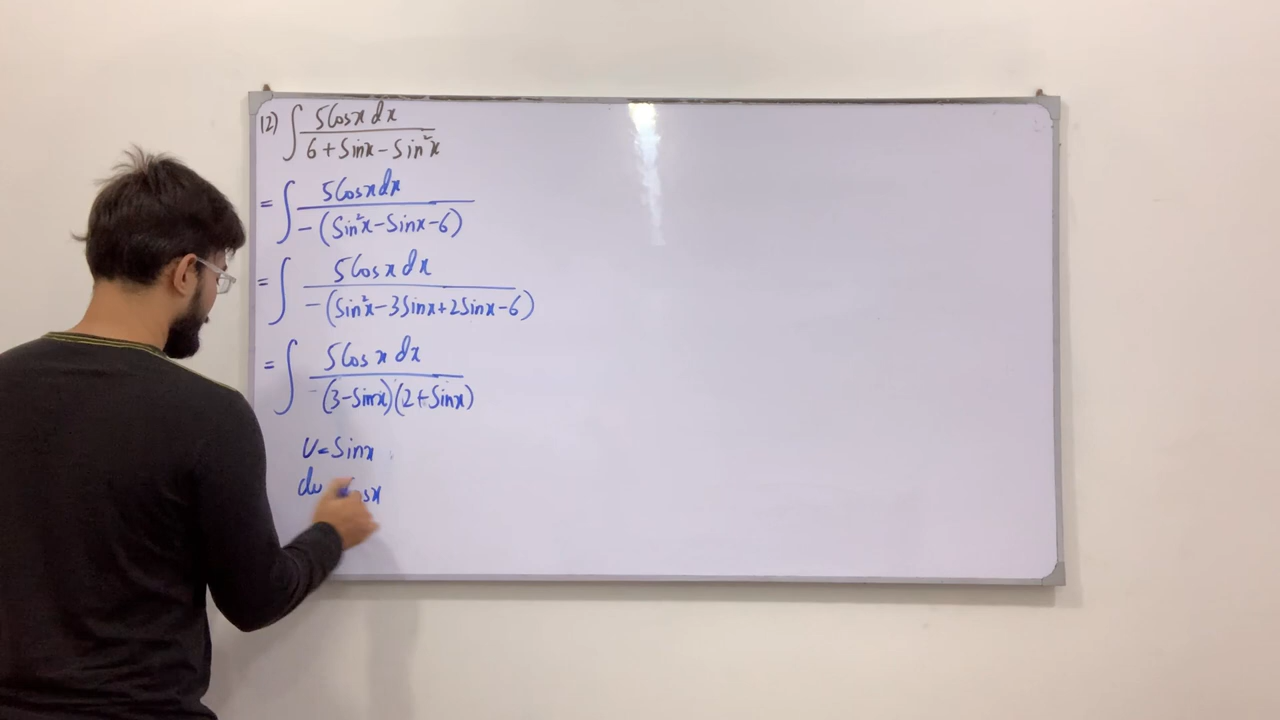 12) ∫ 5Cosx dx / 6 + Sinx − Sin²x
= ∫ 5Cosx dx / −(Sin²x − Sinx − 6)
= ∫ 5Cosx dx / −(Sin²x − 3Sinx + 2Sinx − 6)
= ∫ 5Cosx dx / (3 − Sinx)(2 + Sinx)
U = Sinx
du